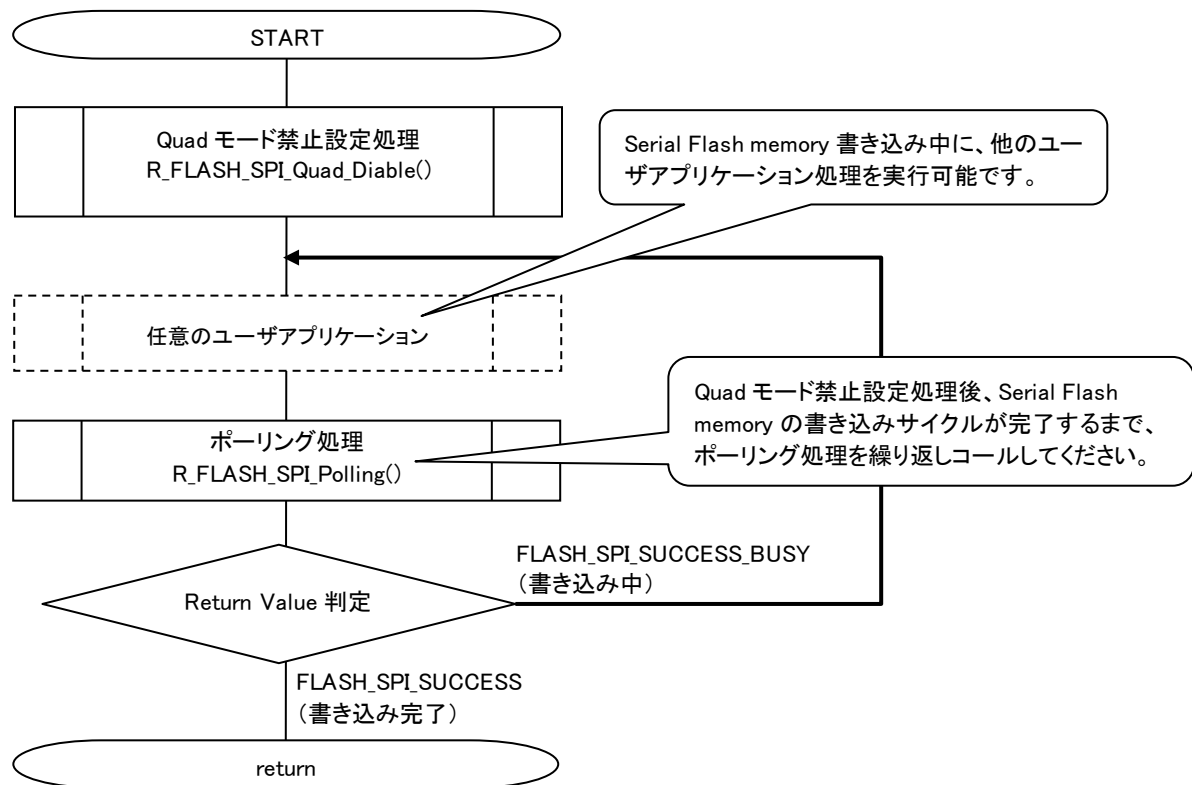 START
Quad モード禁止設定処理
R_FLASH_SPI_Quad_Diable()
Serial Flash memory 書き込み中に、他のユー
ザアプリケーション処理を実行可能です。
任意のユーザアプリケーション
Quad モード禁止設定処理後、Serial Flash
memory の書き込みサイクルが完了するまで、
ポーリング処理を繰り返しコールしてください。
ポーリング処理
R_FLASH_SPI_Polling()
FLASH_SPI_SUCCESS_BUSY
（書き込み中）
Return Value 判定
FLASH_SPI_SUCCESS
（書き込み完了）
return